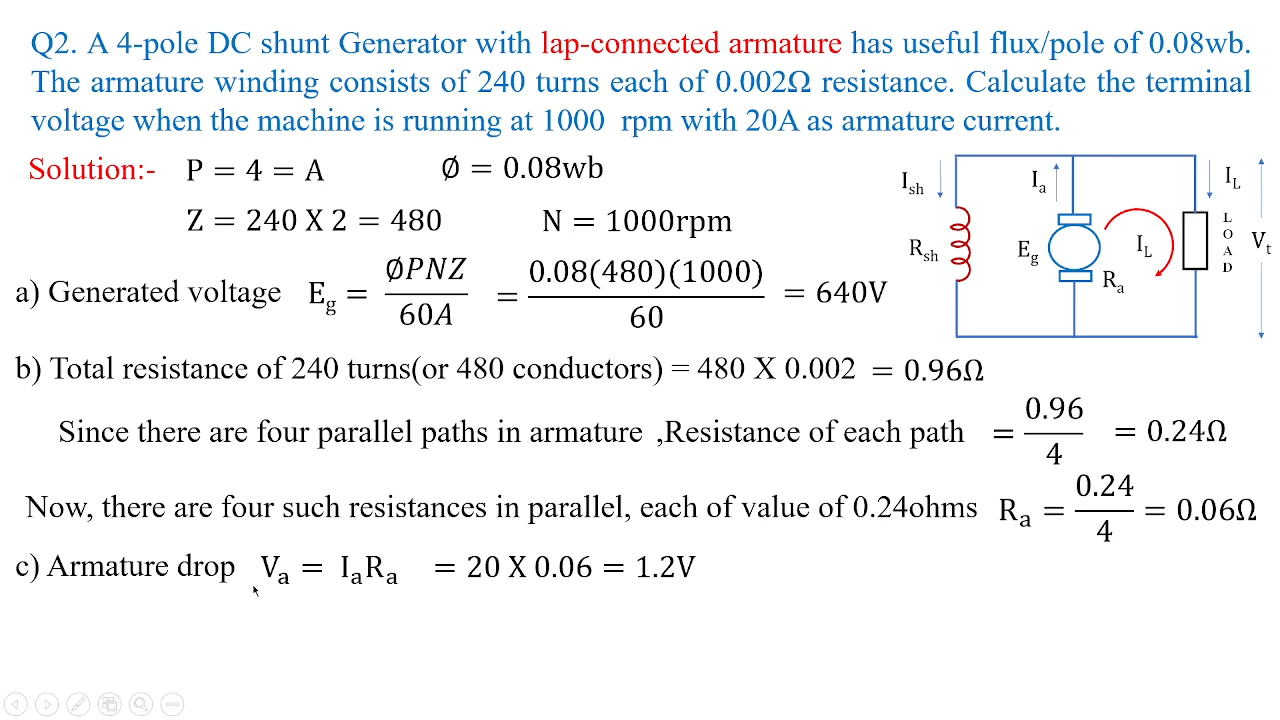 Q2. A 4-pole DC shunt Generator with lap-connected armature has useful flux/pole of 0.08wb.
The armature winding consists of 240 turns each of 0.002Ω resistance. Calculate the terminal
voltage when the machine is running at 1000 rpm with 20A as armature current.
Solution:- P = 4 = A ∅ = 0.08wb
Z = 240 X 2 = 480 N = 1000rpm
a) Generated voltage E_g = ∅PNZ/60A = 0.08(480)(1000)/60 = 640V
I_sh I_a I_L
R_sh E_g I_L LOAD V_t
R_a
b) Total resistance of 240 turns(or 480 conductors) = 480 X 0.002 = 0.96Ω
Since there are four parallel paths in armature ,Resistance of each path = 0.96/4 = 0.24Ω
Now, there are four such resistances in parallel, each of value of 0.24ohms R_a = 0.24/4 = 0.06Ω
c) Armature drop V_a = I_aR_a = 20 X 0.06 = 1.2V